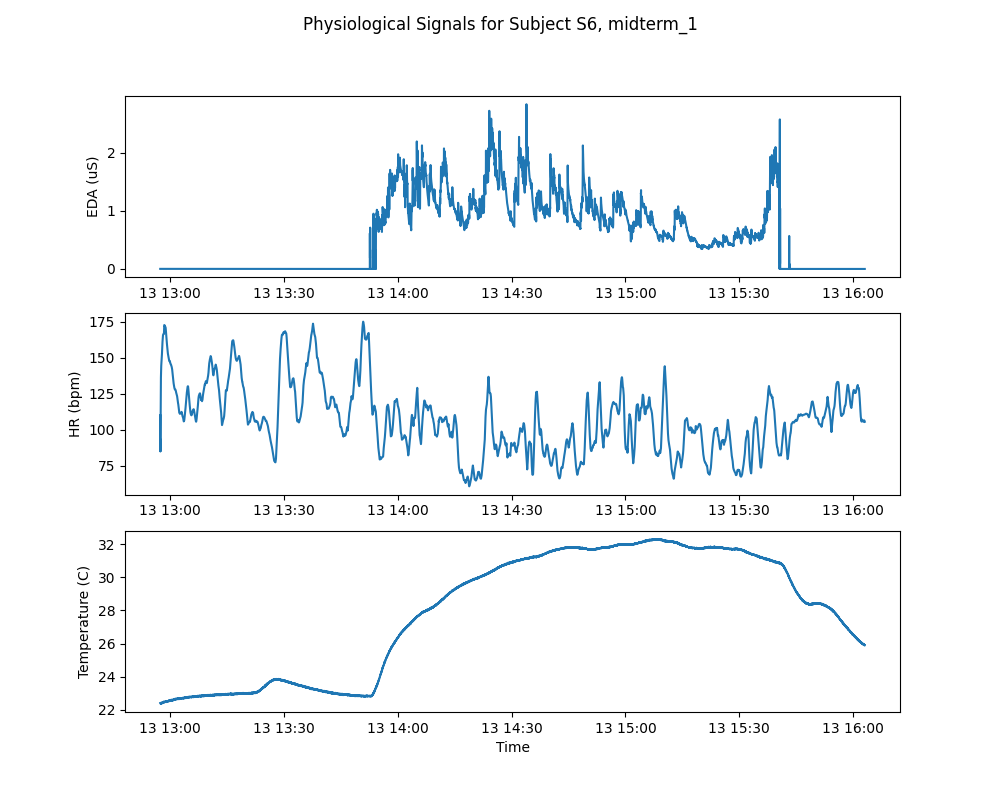 Physiological Signals for Subject S6, midterm_1
EDA (uS)
2
1
0
13 13:00 13 13:30 13 14:00 13 14:30 13 15:00 13 15:30 13 16:00
HR (bpm)
175
150
125
100
75
13 13:00 13 13:30 13 14:00 13 14:30 13 15:00 13 15:30 13 16:00
Temperature (C)
32
30
28
26
24
22
13 13:00 13 13:30 13 14:00 13 14:30 13 15:00 13 15:30 13 16:00
Time